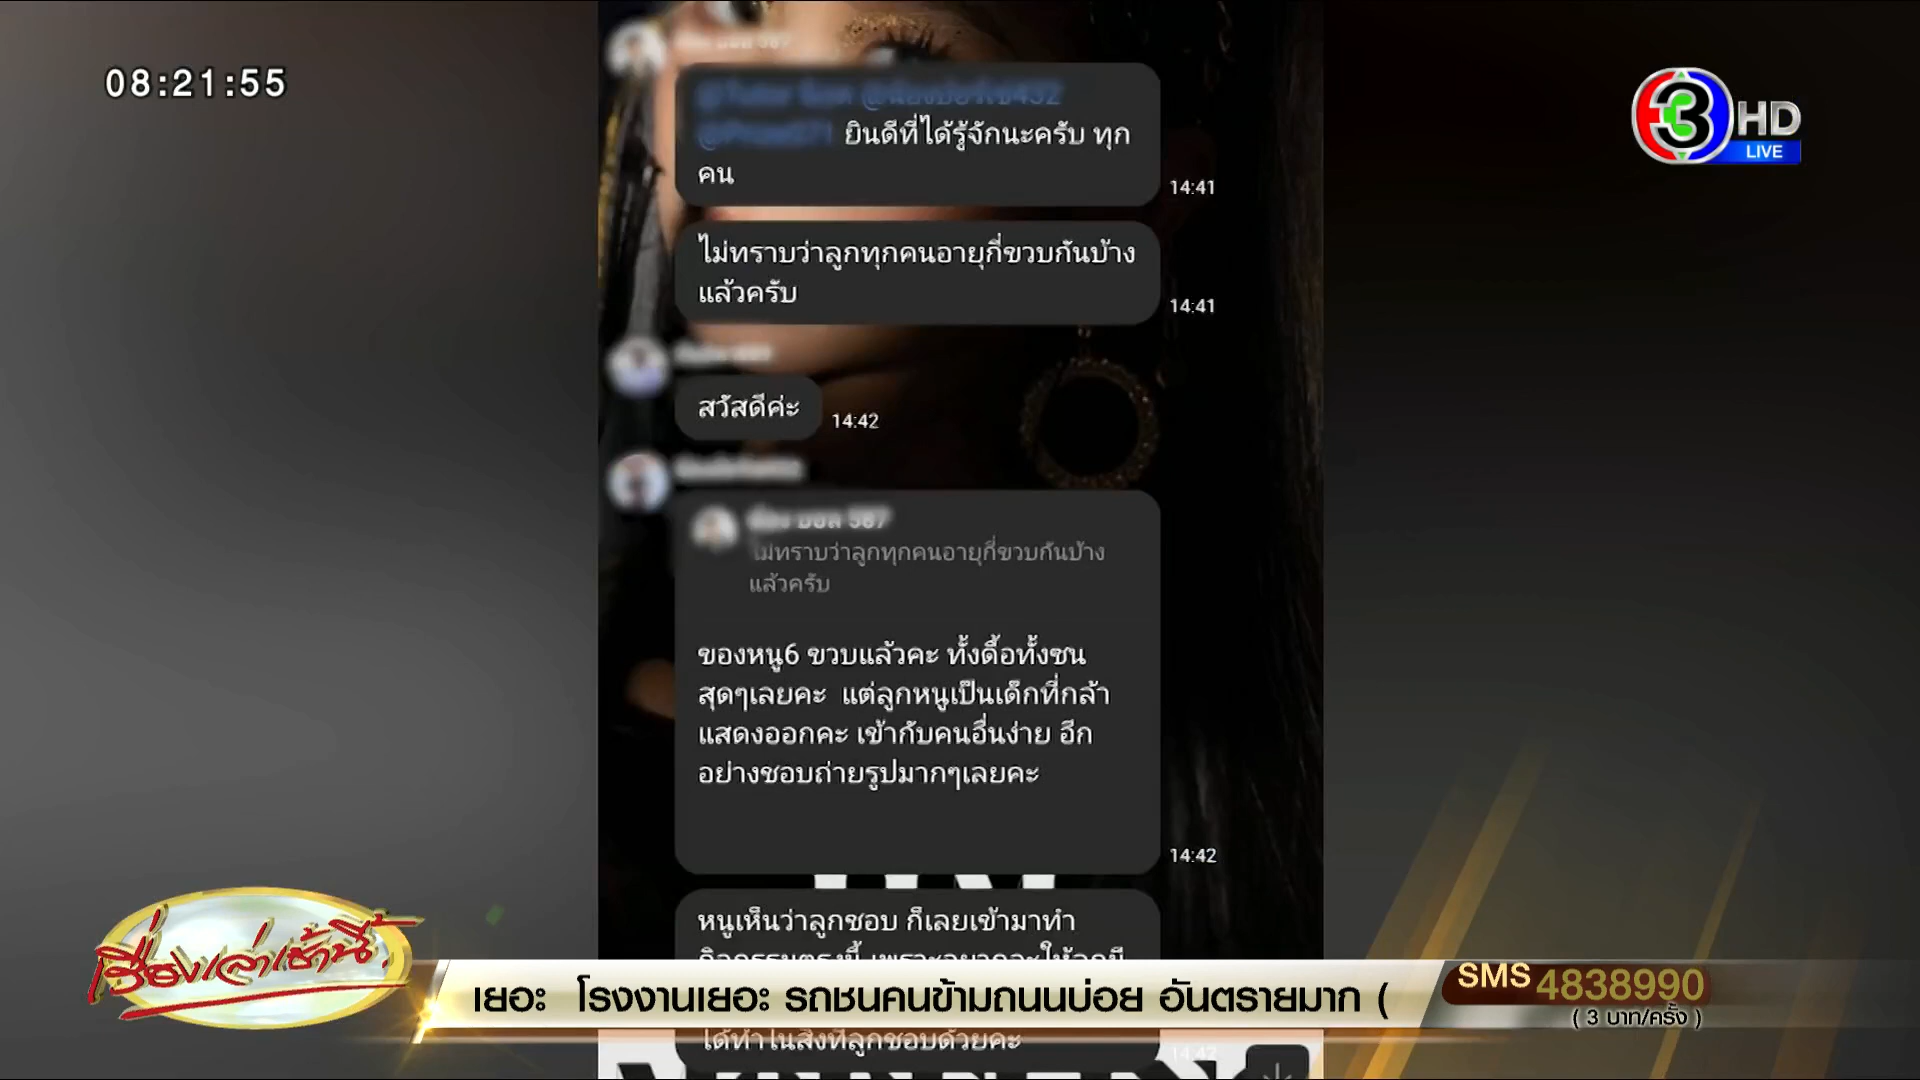 08:21:55
3 HD
LIVE
ยินดีที่ได้รู้จักนะครับ ทุก
คน
14:41
ไม่ทราบว่าลูกทุกคนอายุกี่ขวบกันบ้าง
แล้วครับ
14:41
สวัสดีค่ะ
14:42
ไม่ทราบว่าลูกทุกคนอายุกี่ขวบกันบ้าง
แล้วครับ
ของหนู6 ขวบแล้วคะ ทั้งดื้อทั้งซน
สุดๆเลยคะ แต่ลูกหนูเป็นเด็กที่กล้า
แสดงออกคะ เข้ากับคนอื่นง่าย อีก
อย่างชอบถ่ายรูปมากๆเลยคะ
14:42
หนูเห็นว่าลูกชอบ ก็เลยเข้ามาทำ
ได้ทำในสิ่งที่ลูกชอบด้วยคะ
14:42
เรื่องเล่าเช้านี้
เยอะ โรงงานเยอะ รถชนคนข้ามถนนบ่อย อันตรายมาก (
SMS 4838990
( 3 บาท/ครั้ง )